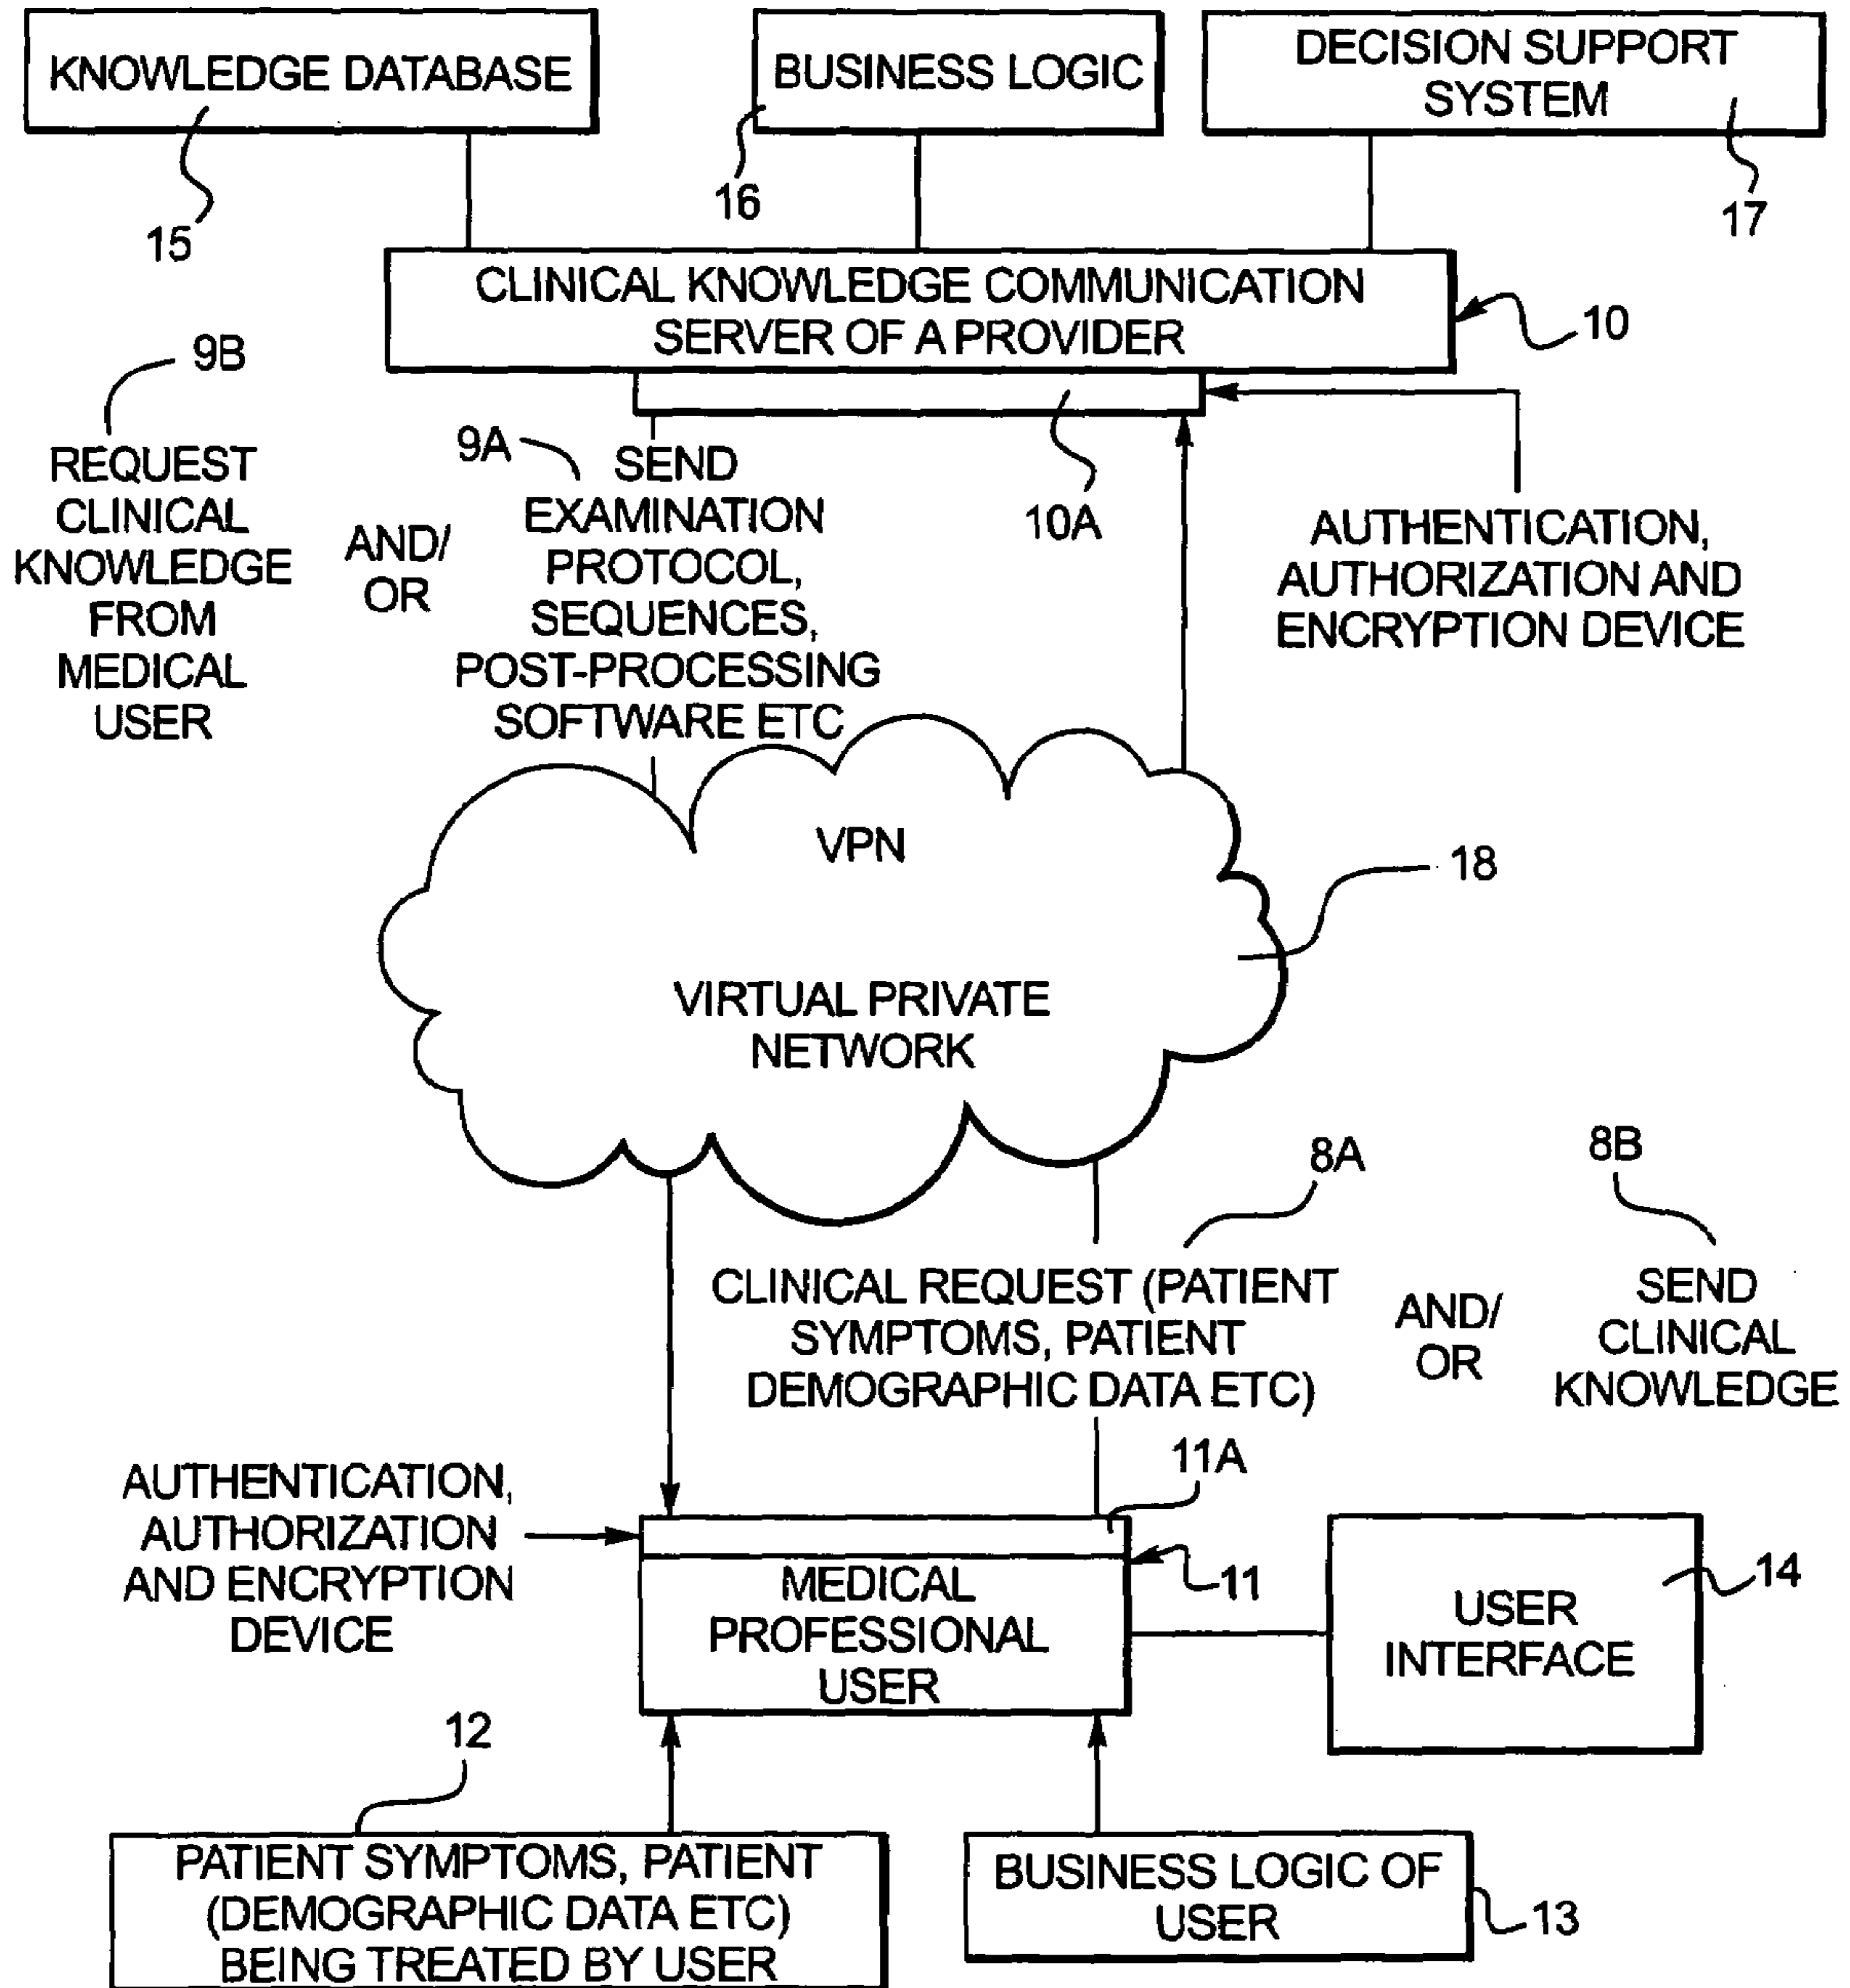 KNOWLEDGE DATABASE
15
BUSINESS LOGIC
16
DECISION SUPPORT
SYSTEM
17
CLINICAL KNOWLEDGE COMMUNICATION
SERVER OF A PROVIDER
10
10A
9B
REQUEST
CLINICAL
KNOWLEDGE
FROM
MEDICAL
USER
AND/
OR
9A
SEND
EXAMINATION
PROTOCOL,
SEQUENCES,
POST-PROCESSING
SOFTWARE ETC
AUTHENTICATION,
AUTHORIZATION AND
ENCRYPTION DEVICE
VPN
VIRTUAL PRIVATE
NETWORK
18
8A
CLINICAL REQUEST (PATIENT
SYMPTOMS, PATIENT
DEMOGRAPHIC DATA ETC)
AND/
OR
8B
SEND
CLINICAL
KNOWLEDGE
AUTHENTICATION,
AUTHORIZATION
AND ENCRYPTION
DEVICE
11A
11
MEDICAL
PROFESSIONAL
USER
USER
INTERFACE
14
12
PATIENT SYMPTOMS, PATIENT
(DEMOGRAPHIC DATA ETC)
BEING TREATED BY USER
BUSINESS LOGIC OF
USER
13